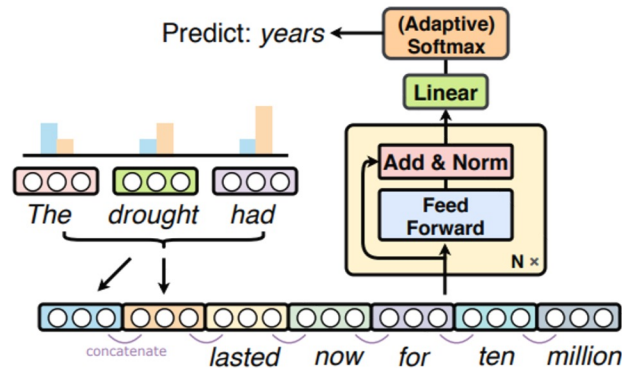 Predict: years
(Adaptive)
Softmax
Linear
Add & Norm
Feed
Forward
N ×
The drought had
concatenate
lasted now for ten million